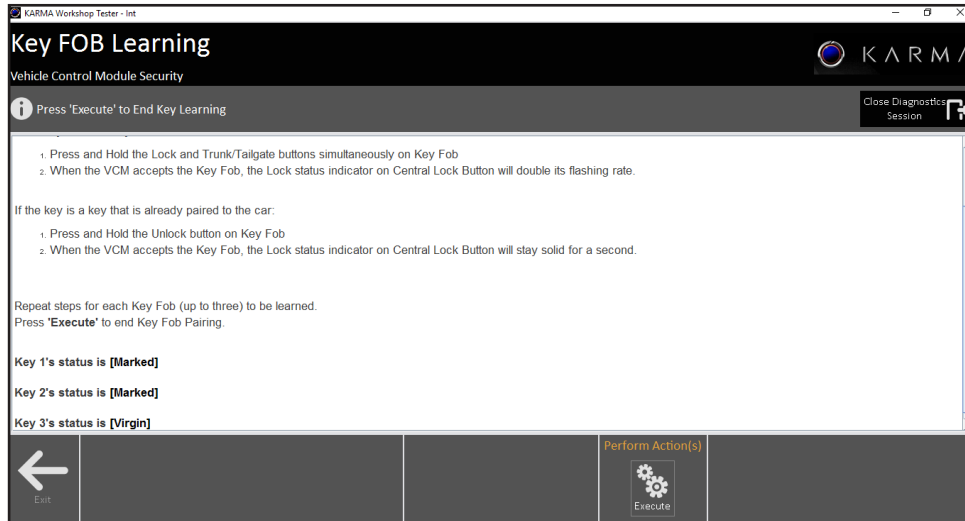 KARMA Workshop Tester - Int
Key FOB Learning
KARMA
Vehicle Control Module Security
Press 'Execute' to End Key Learning
Close Diagnostics
Session
1. Press and Hold the Lock and Trunk/Tailgate buttons simultaneously on Key Fob
2. When the VCM accepts the Key Fob, the Lock status indicator on Central Lock Button will double its flashing rate.
If the key is a key that is already paired to the car:
1. Press and Hold the Unlock button on Key Fob
2. When the VCM accepts the Key Fob, the Lock status indicator on Central Lock Button will stay solid for a second.
Repeat steps for each Key Fob (up to three) to be learned.
Press 'Execute' to end Key Fob Pairing.
Key 1's status is [Marked]
Key 2's status is [Marked]
Key 3's status is [Virgin]
Perform Action(s)
Exit
Execute